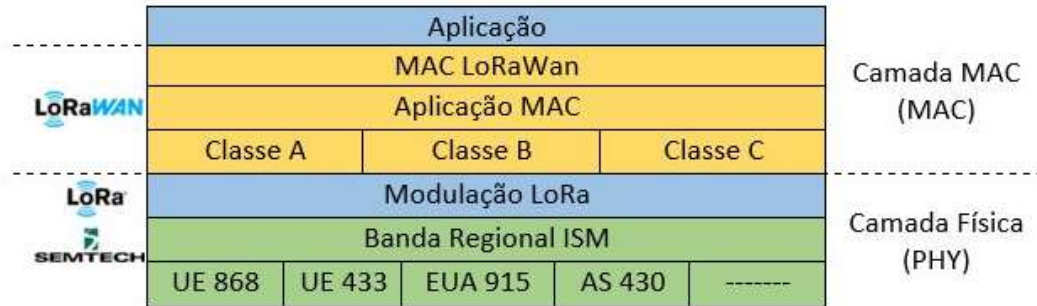 Aplicação
MAC LoRaWan
Aplicação MAC
Classe A Classe B Classe C
LoRaWAN
Camada MAC
(MAC)
Modulação LoRa
Banda Regional ISM
UE 868 UE 433 EUA 915 AS 430 -------
LoRa
SEMTECH
Camada Física
(PHY)